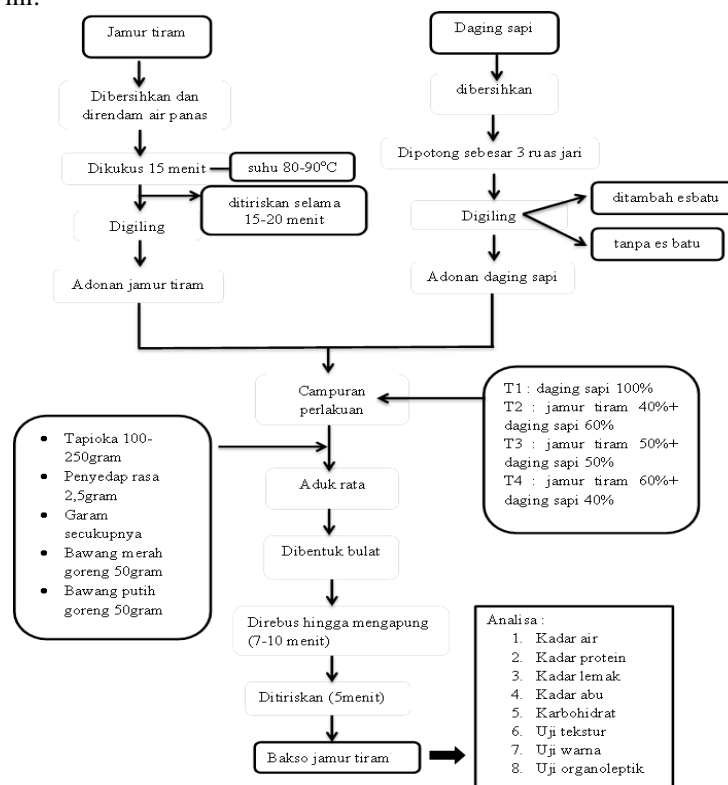 ini.
Jamur tiram
Dibersihkan dan
direndam air panas
Dikukus 15 menit
suhu 80-90°C
ditiriskan selama
15-20 menit
Digiling
Adonan jamur tiram
Daging sapi
dibersihkan
Dipotong sebesar 3 ruas jari
Digiling
ditambah esbatu
tanpa es batu
Adonan daging sapi
Campuran
perlakuan
T1 : daging sapi 100%
T2 : jamur tiram 40%+
daging sapi 60%
T3 : jamur tiram 50%+
daging sapi 50%
T4 : jamur tiram 60%+
daging sapi 40%
• Tapioka 100-
250gram
• Penyedap rasa
2,5gram
• Garam
secukupnya
• Bawang merah
goreng 50gram
• Bawang putih
goreng 50gram
Aduk rata
Dibentuk bulat
Direbus hingga mengapung
(7-10 menit)
Ditiriskan (5menit)
Bakso jamur tiram
Analisa :
1. Kadar air
2. Kadar protein
3. Kadar lemak
4. Kadar abu
5. Karbohidrat
6. Uji tekstur
7. Uji warna
8. Uji organoleptik